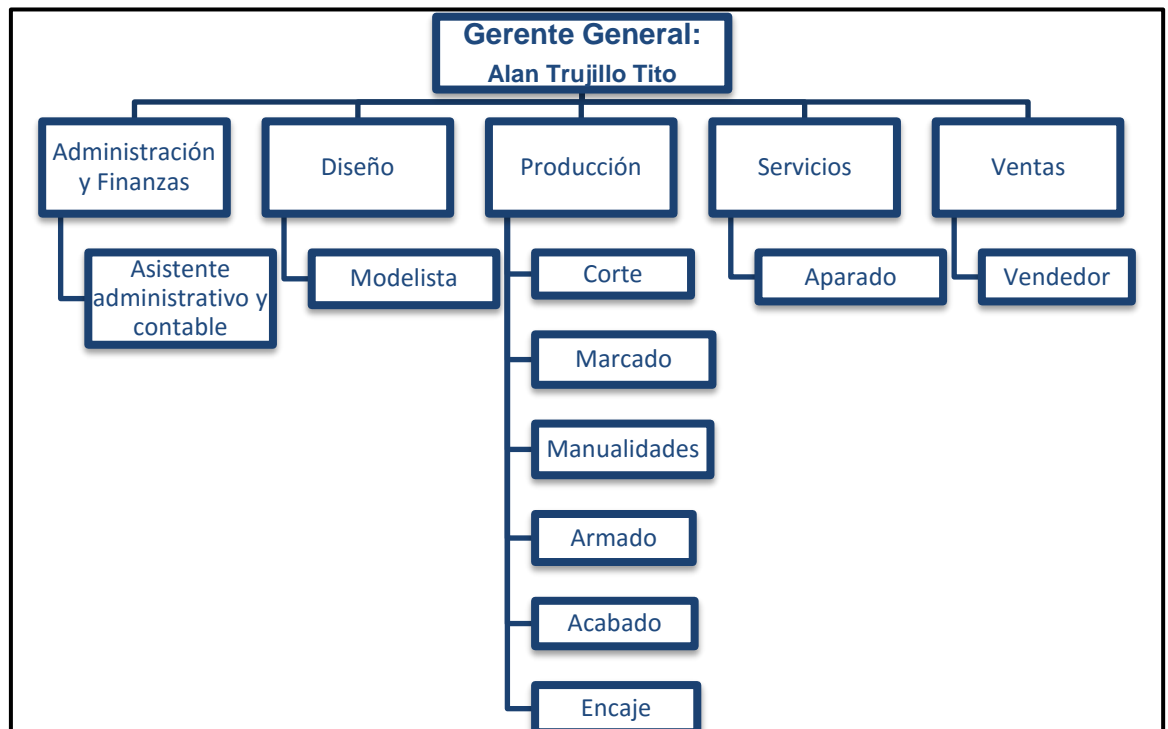 Gerente General:
Alan Trujillo Tito
Administración
y Finanzas
Diseño
Producción
Servicios
Ventas
Asistente
administrativo y
contable
Modelista
Corte
Aparado
Vendedor
Marcado
Manualidades
Armado
Acabado
Encaje